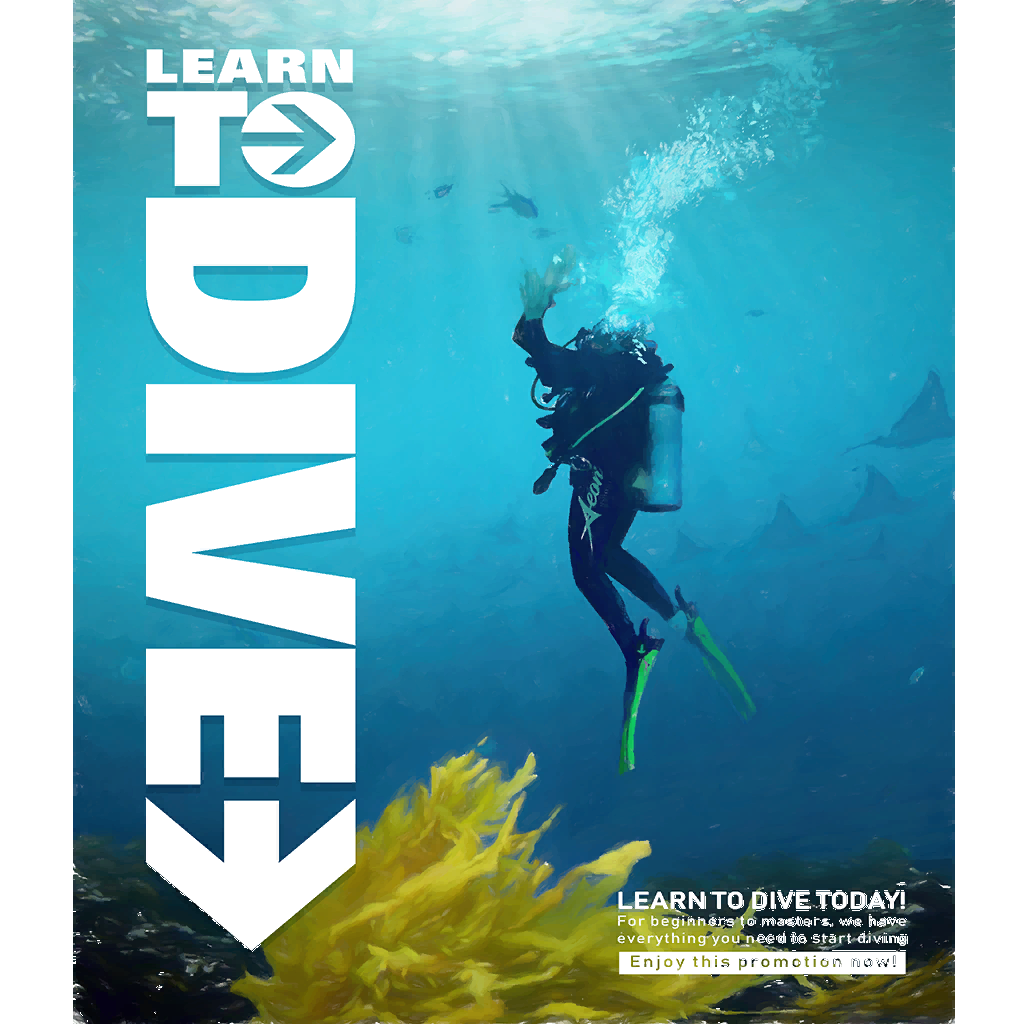 LEARN
TO
DIVE
Aeon
LEARN TO DIVE TODAY!
For beginners to masters, we have
everything you need to start diving
Enjoy this promotion now!